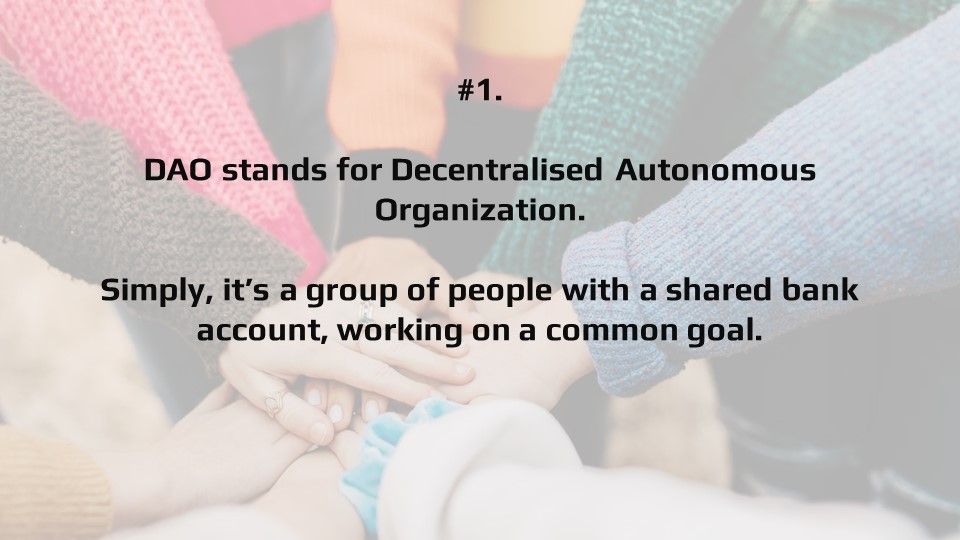 #1.
DAO stands for Decentralised Autonomous
Organization.
Simply, it’s a group of people with a shared bank
account, working on a common goal.